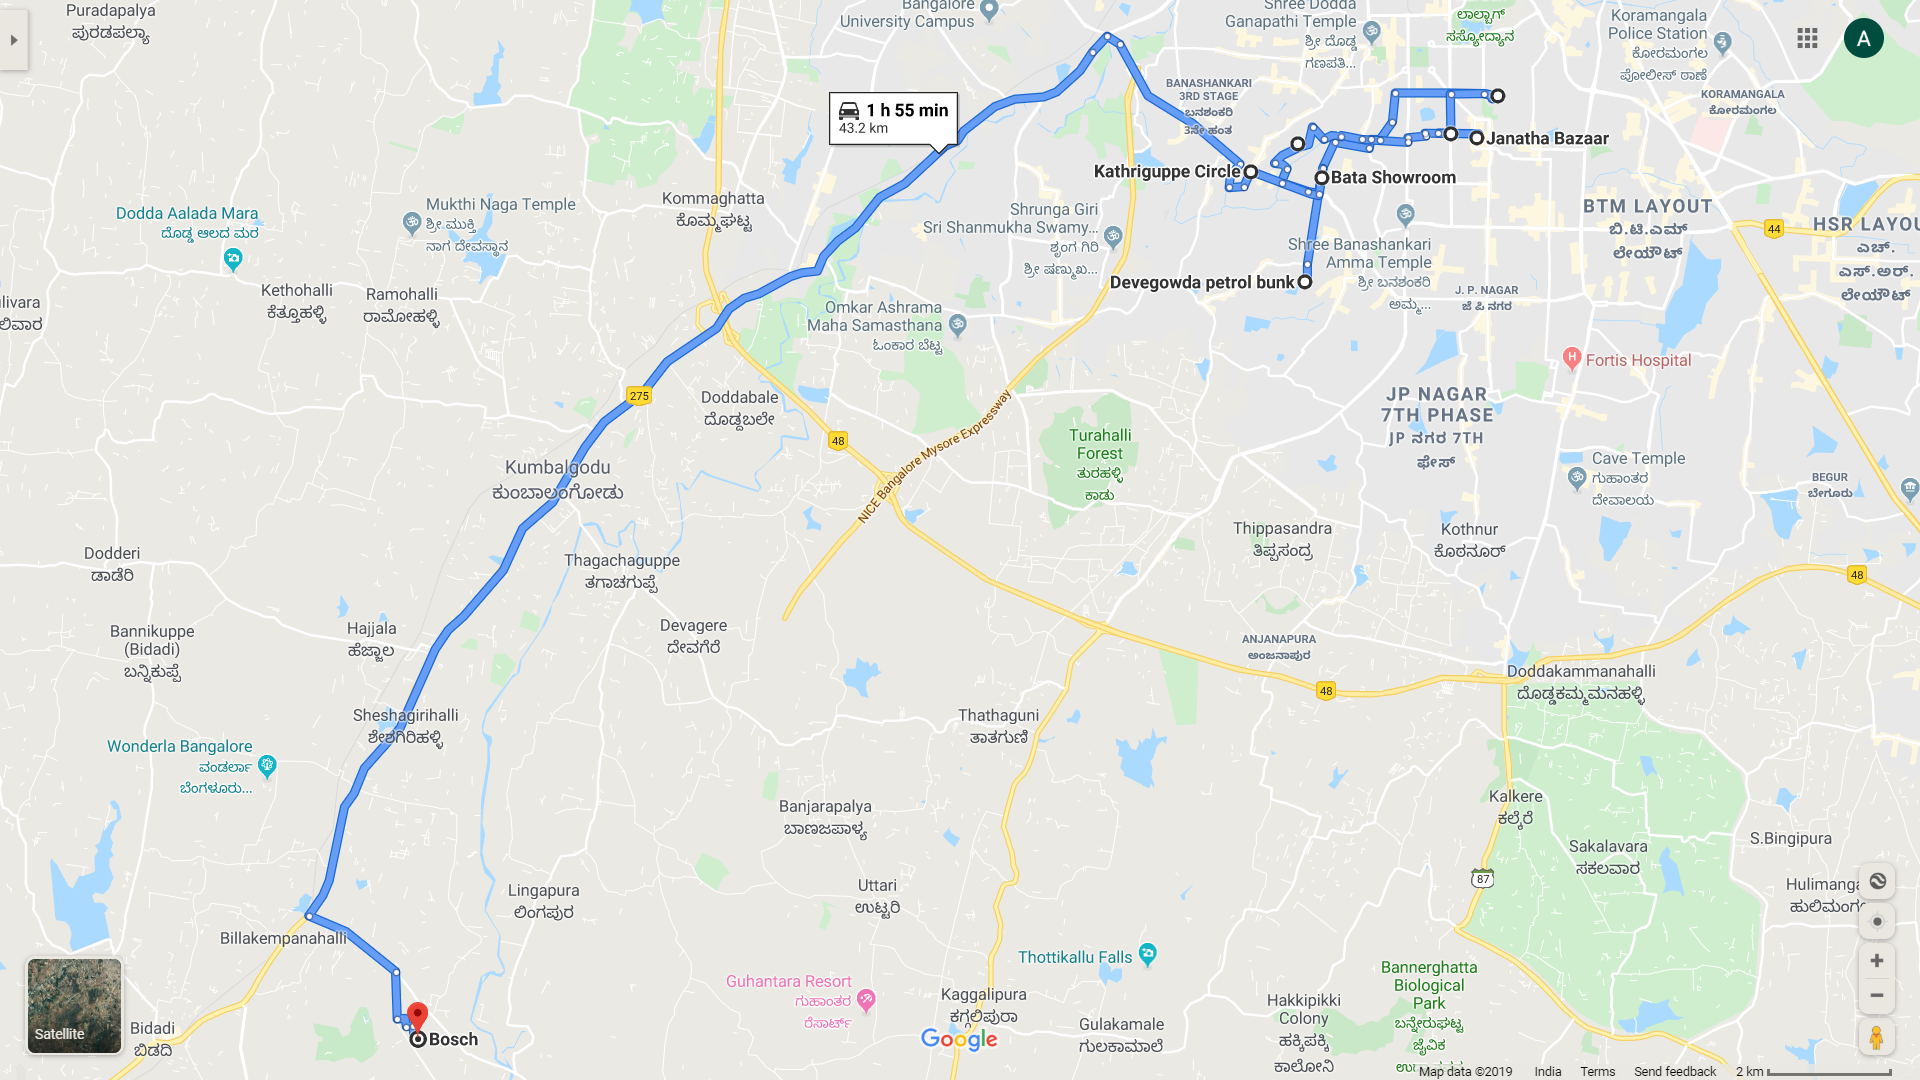 Puradapalya
ಪುರಡಪಲ್ಯಾ
Bangalore
University Campus
Shree Dodda
Ganapathi Temple
ಶ್ರೀ ದೊಡ್ಡ
ಗಣಪತಿ...
ಲಾಲ್ಬಾಗ್
ಸಸ್ಯೋದ್ಯಾನ
Koramangala
Police Station
ಕೋರಮಂಗಲ
ಪೋಲೀಸ್ ಠಾಣೆ
A
BANASHANKARI
3RD STAGE
ಬನಶಂಕರಿ
3ನೇ ಹಂತ
KORAMANGALA
ಕೋರಮಂಗಲ
1 h 55 min
43.2 km
Janatha Bazaar
Kathriguppe Circle
Bata Showroom
Devegowda petrol bunk
Kommaghatta
ಕೊಮ್ಮಘಟ್ಟ
Dodda Aalada Mara
ದೊಡ್ಡ ಆಲದ ಮರ
Mukthi Naga Temple
ಶ್ರೀ ಮುಕ್ತಿ
ನಾಗ ದೇವಸ್ಥಾನ
Shrunga Giri
Sri Shanmukha Swamy...
ಶೃಂಗ ಗಿರಿ
ಶ್ರೀ ಷಣ್ಮುಖ...
BTM LAYOUT
ಬಿ.ಟಿ.ಎಮ್
ಲೇಯೌಟ್
44
HSR LAYOU
ಎಚ್.
ಎಸ್.ಆರ್.
ಲೇಯೌಟ್
Shree Banashankari
Amma Temple
ಶ್ರೀ ಬನಶಂಕರಿ
ಅಮ್ಮ...
J. P. NAGAR
ಜೆ ಪಿ ನಗರ
livara
ಲಿವಾರ
Kethohalli
ಕೆತ್ತೂಹಳ್ಳಿ
Ramohalli
ರಾಮೋಹಳ್ಳಿ
Omkar Ashrama
Maha Samasthana
ಓಂಕಾರ ಬೆಟ್ಟ
Fortis Hospital
275
Doddabale
ದೊಡ್ಡಬಲೇ
48
NICE Bangalore Mysore Expressway
JP NAGAR
7TH PHASE
JP ನಗರ 7TH
ಫೇಸ್
Turahalli
Forest
ತುರಹಳ್ಳಿ
ಕಾಡು
Kumbalgodu
ಕುಂಬಾಲಂಗೋಡು
Cave Temple
ಗುಹಾಂತರ
ದೇವಾಲಯ
BEGUR
ಬೇಗೂರು
Thippasandra
ತಿಪ್ಪಸಂದ್ರ
Kothnur
ಕೊಠನೂರ್
Dodderi
ಡಾಡೆರಿ
Thagachaguppe
ತಗಾಚಗುಪ್ಪೆ
48
Bannikuppe
(Bidadi)
ಬನ್ನಿಕುಪ್ಪೆ
Hajjala
ಹೆಜ್ಜಾಲ
Devagere
ದೇವಗೆರೆ
ANJANAPURA
ಅಂಜನಾಪುರ
48
Doddakammanahalli
ದೊಡ್ಡಕಮ್ಮಮನಹಳ್ಳಿ
Sheshagirihalli
ಶೇಶಗಿರಿಹಳ್ಳಿ
Thathaguni
ತಾತಗುಣಿ
Wonderla Bangalore
ವಂಡರ್ಲಾ
ಬೆಂಗಳೂರು...
Banjarapalya
ಬಾಣಜಪಾಳ್ಯ
Kalkere
ಕಲ್ಕೆರೆ
Sakalavara
ಸಕಲವಾರ
S.Bingipura
Lingapura
ಲಿಂಗಪುರ
Uttari
ಉಟ್ಟರಿ
87
Hulimanga
ಹುಲಿಮಂಗ
Billakempanahalli
Thottikallu Falls
Guhantara Resort
ಗುಹಾಂತರ
ರೆಸಾರ್ಟ್
Kaggalipura
ಕಗ್ಗಲಿಪುರಾ
Bannerghatta
Biological
Park
ಬನ್ನೇರುಘಟ್ಟ
ಜೈವಿಕ
Hakkipikki
Colony
ಹಕ್ಕಿಪಕ್ಕಿ
ಕಾಲೋನಿ
Gulakamale
ಗುಲಕಾಮಾಲೆ
Satellite
Bidadi
ಬಿಡದಿ
Bosch
Google
Map data ©2019 India Terms Send feedback 2 km